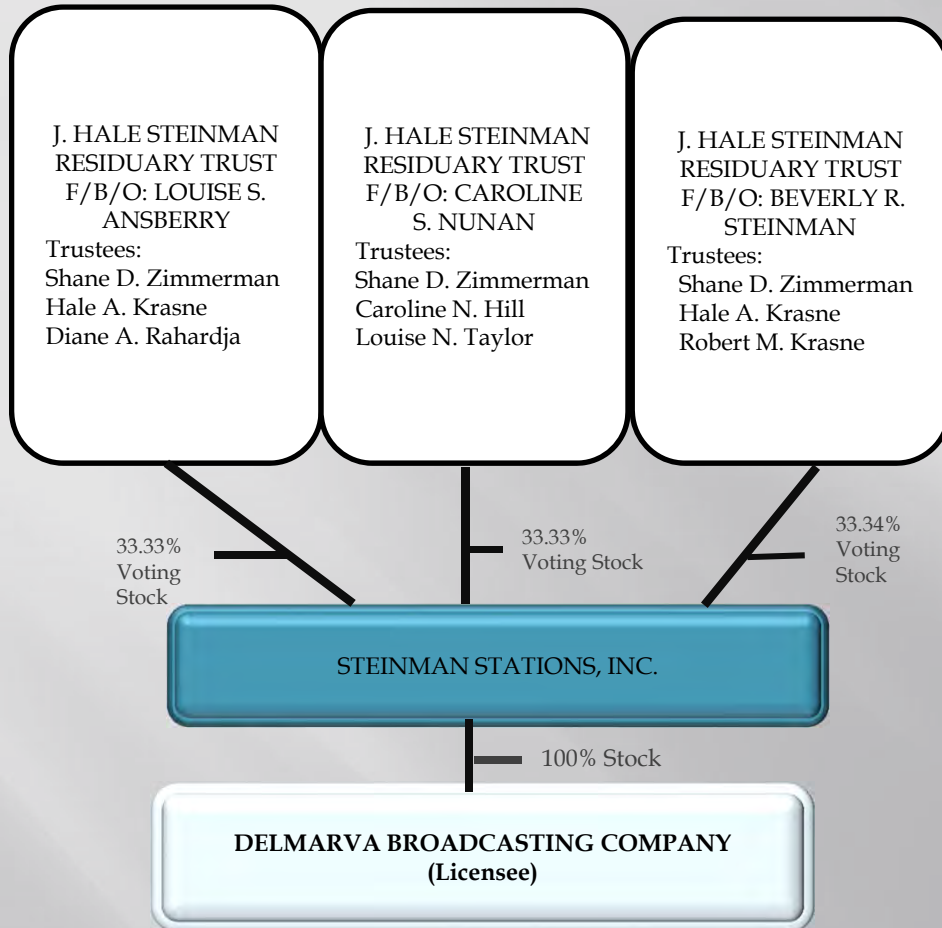 J. HALE STEINMAN
RESIDUARY TRUST
F/B/O: LOUISE S.
ANSBERRY
Trustees:
Shane D. Zimmerman
Hale A. Krasne
Diane A. Rahardja
J. HALE STEINMAN
RESIDUARY TRUST
F/B/O: CAROLINE
S. NUNAN
Trustees:
Shane D. Zimmerman
Caroline N. Hill
Louise N. Taylor
J. HALE STEINMAN
RESIDUARY TRUST
F/B/O: BEVERLY R.
STEINMAN
Trustees:
Shane D. Zimmerman
Hale A. Krasne
Robert M. Krasne
33.33%
Voting
Stock
33.33%
Voting Stock
33.34%
Voting
Stock
STEINMAN STATIONS, INC.
100% Stock
DELMARVA BROADCASTING COMPANY
(Licensee)